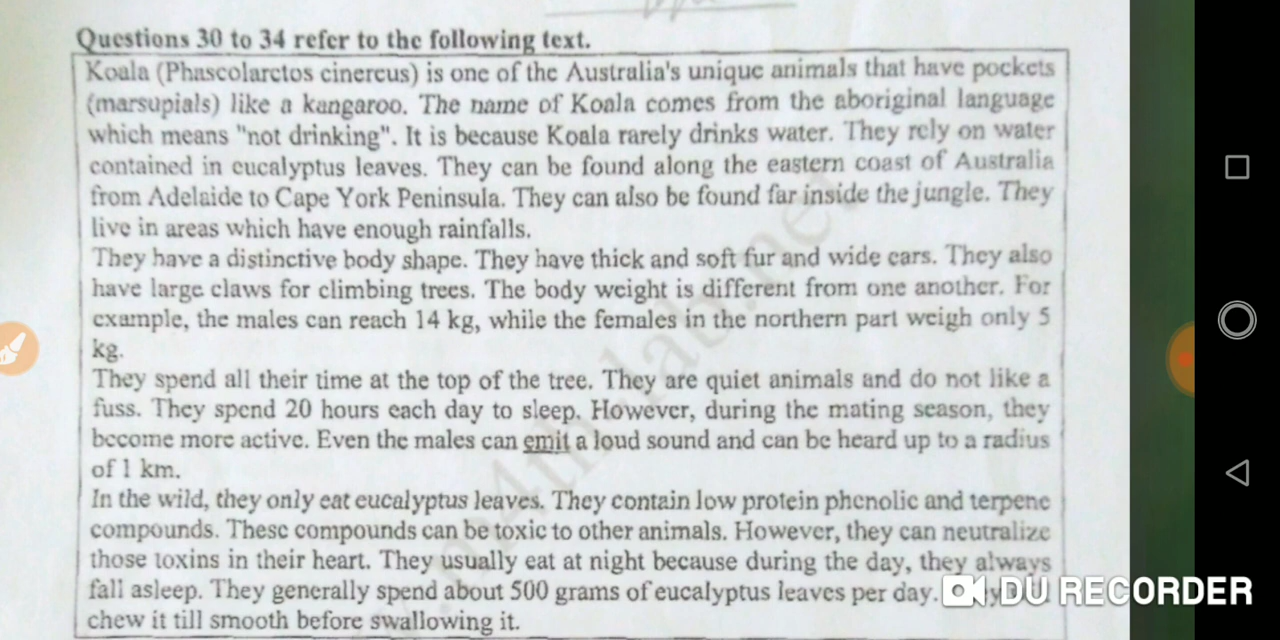 Questions 30 to 34 refer to the following text.
Koala (Phascolarctos cinereus) is one of the Australia's unique animals that have pockets
(marsupials) like a kangaroo. The name of Koala comes from the aboriginal language
which means "not drinking". It is because Koala rarely drinks water. They rely on water
contained in eucalyptus leaves. They can be found along the eastern coast of Australia
from Adelaide to Cape York Peninsula. They can also be found far inside the jungle. They
live in areas which have enough rainfalls.
They have a distinctive body shape. They have thick and soft fur and wide ears. They also
have large claws for climbing trees. The body weight is different from one another. For
example, the males can reach 14 kg, while the females in the northern part weigh only 5
kg.
They spend all their time at the top of the tree. They are quiet animals and do not like a
fuss. They spend 20 hours each day to sleep. However, during the mating season, they
become more active. Even the males can emit a loud sound and can be heard up to a radius
of 1 km.
In the wild, they only eat eucalyptus leaves. They contain low protein phenolic and terpene
compounds. These compounds can be toxic to other animals. However, they can neutralize
those toxins in their heart. They usually eat at night because during the day, they always
fall asleep. They generally spend about 500 grams of eucalyptus leaves per day.
chew it till smooth before swallowing it.
DU RECORDER